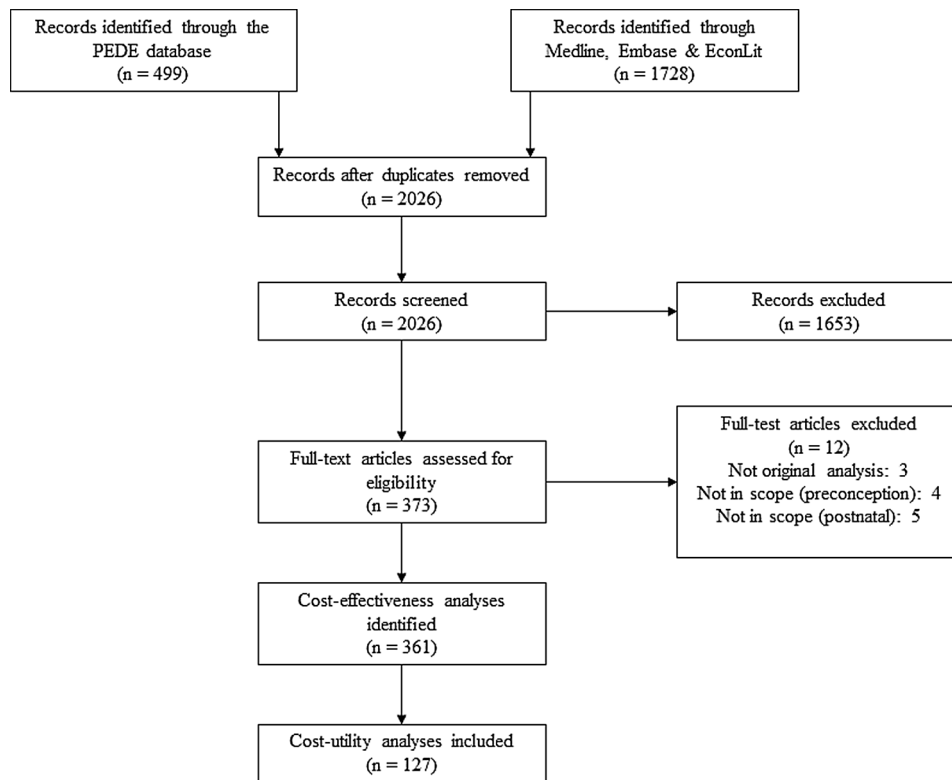 Records identified through the
PEDE database
(n = 499)
Records identified through
Medline, Embase & EconLit
(n = 1728)
Records after duplicates removed
(n = 2026)
Records screened
(n = 2026)
Records excluded
(n = 1653)
Full-text articles assessed for
eligibility
(n = 373)
Full-test articles excluded
(n = 12)
Not original analysis: 3
Not in scope (preconception): 4
Not in scope (postnatal): 5
Cost-effectiveness analyses
identified
(n = 361)
Cost-utility analyses included
(n = 127)